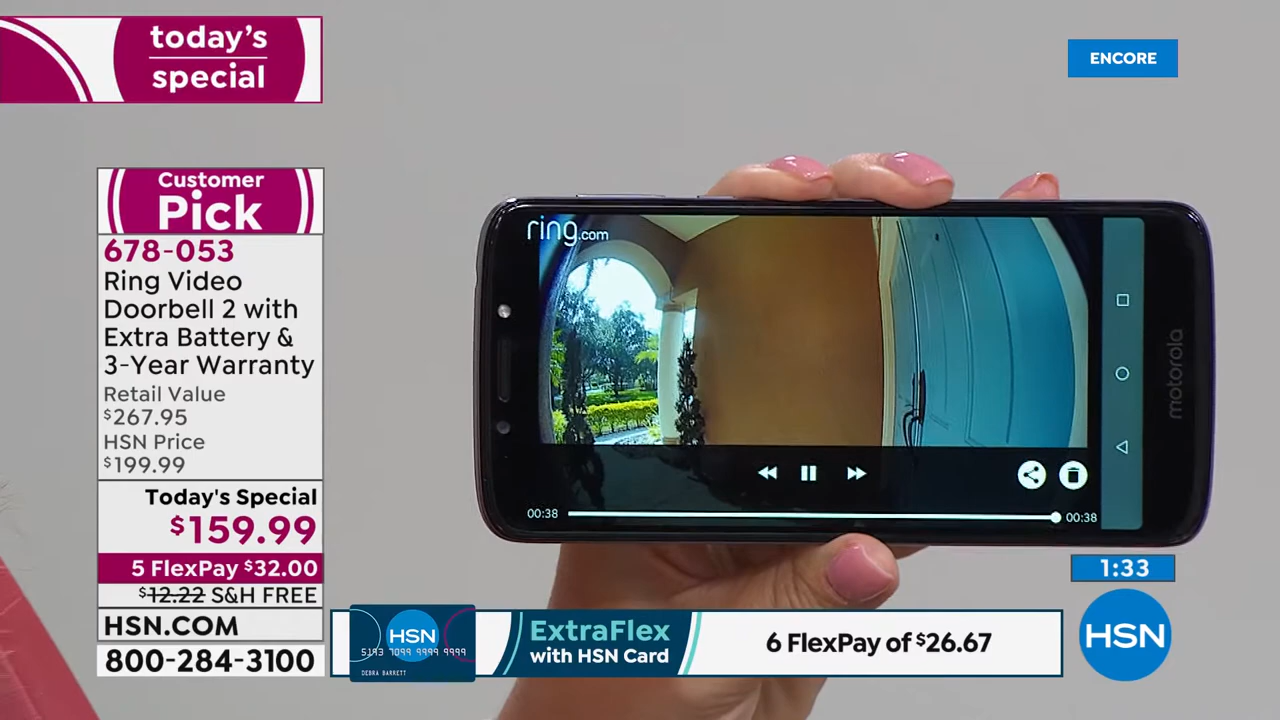 today's
special
ENCORE
Customer
Pick
678-053
Ring Video
Doorbell 2 with
Extra Battery &
3-Year Warranty
Retail Value
$267.95
HSN Price
$199.99
Today's Special
$159.99
5 FlexPay $32.00
$12.22 S&H FREE
HSN.COM
800-284-3100
ring.com
motorola
00:38
00:38
1:33
HSN
5193 7099 9999 9999
DEBRA BARRETT
ExtraFlex
with HSN Card
6 FlexPay of $26.67
HSN